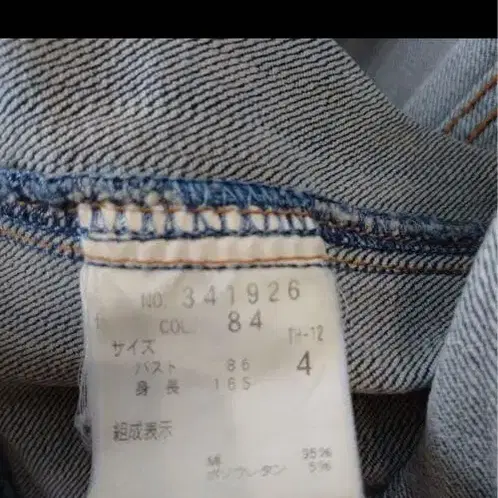 NO. 341926
COL. 84
サイズ TH-12
バスト 86 4
身長 165
組成表示
綿 95%
ポリウレタン 5%